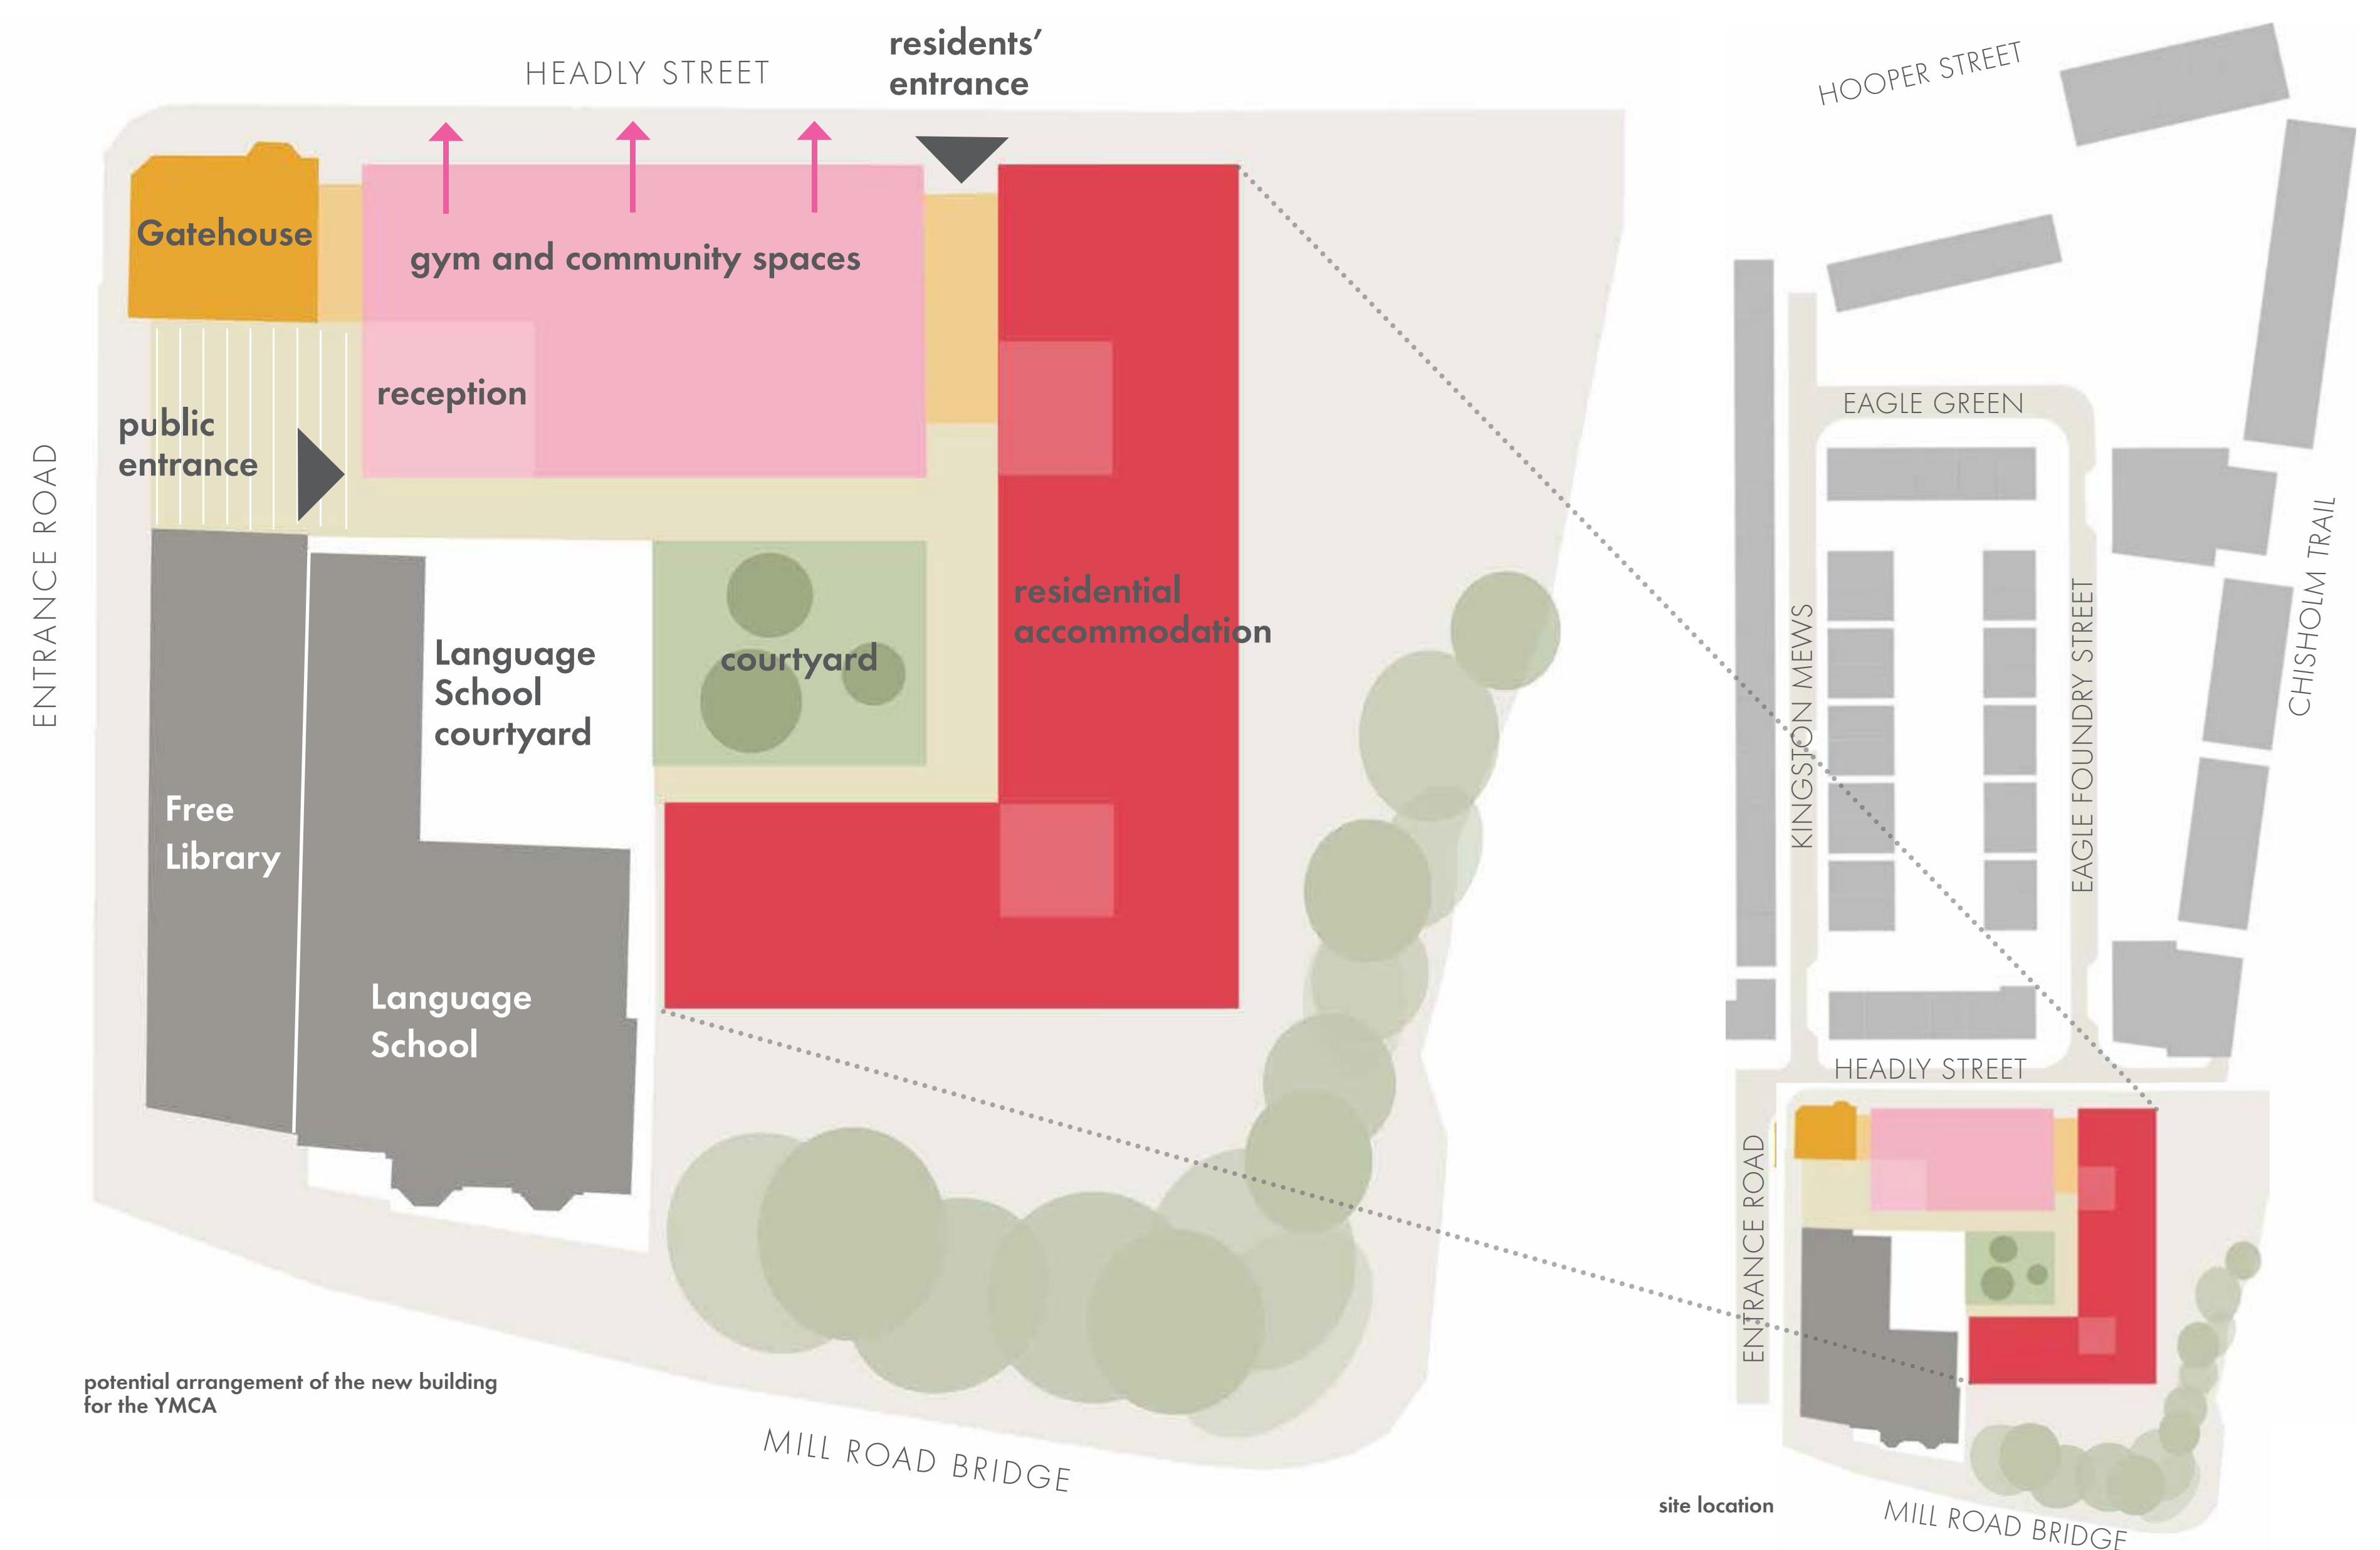 HEADLY STREET
residents’
entrance
Gatehouse
gym and community spaces
reception
public
entrance
ENTRANCE ROAD
Language
School
courtyard
courtyard
residential
accommodation
Free
Library
Language
School
potential arrangement of the new building
for the YMCA
MILL ROAD BRIDGE
HOOPER STREET
EAGLE GREEN
KINGSTON MEWS
EAGLE FOUNDRY STREET
CHISHOLM TRAIL
HEADLY STREET
ENTRANCE ROAD
site location
MILL ROAD BRIDGE